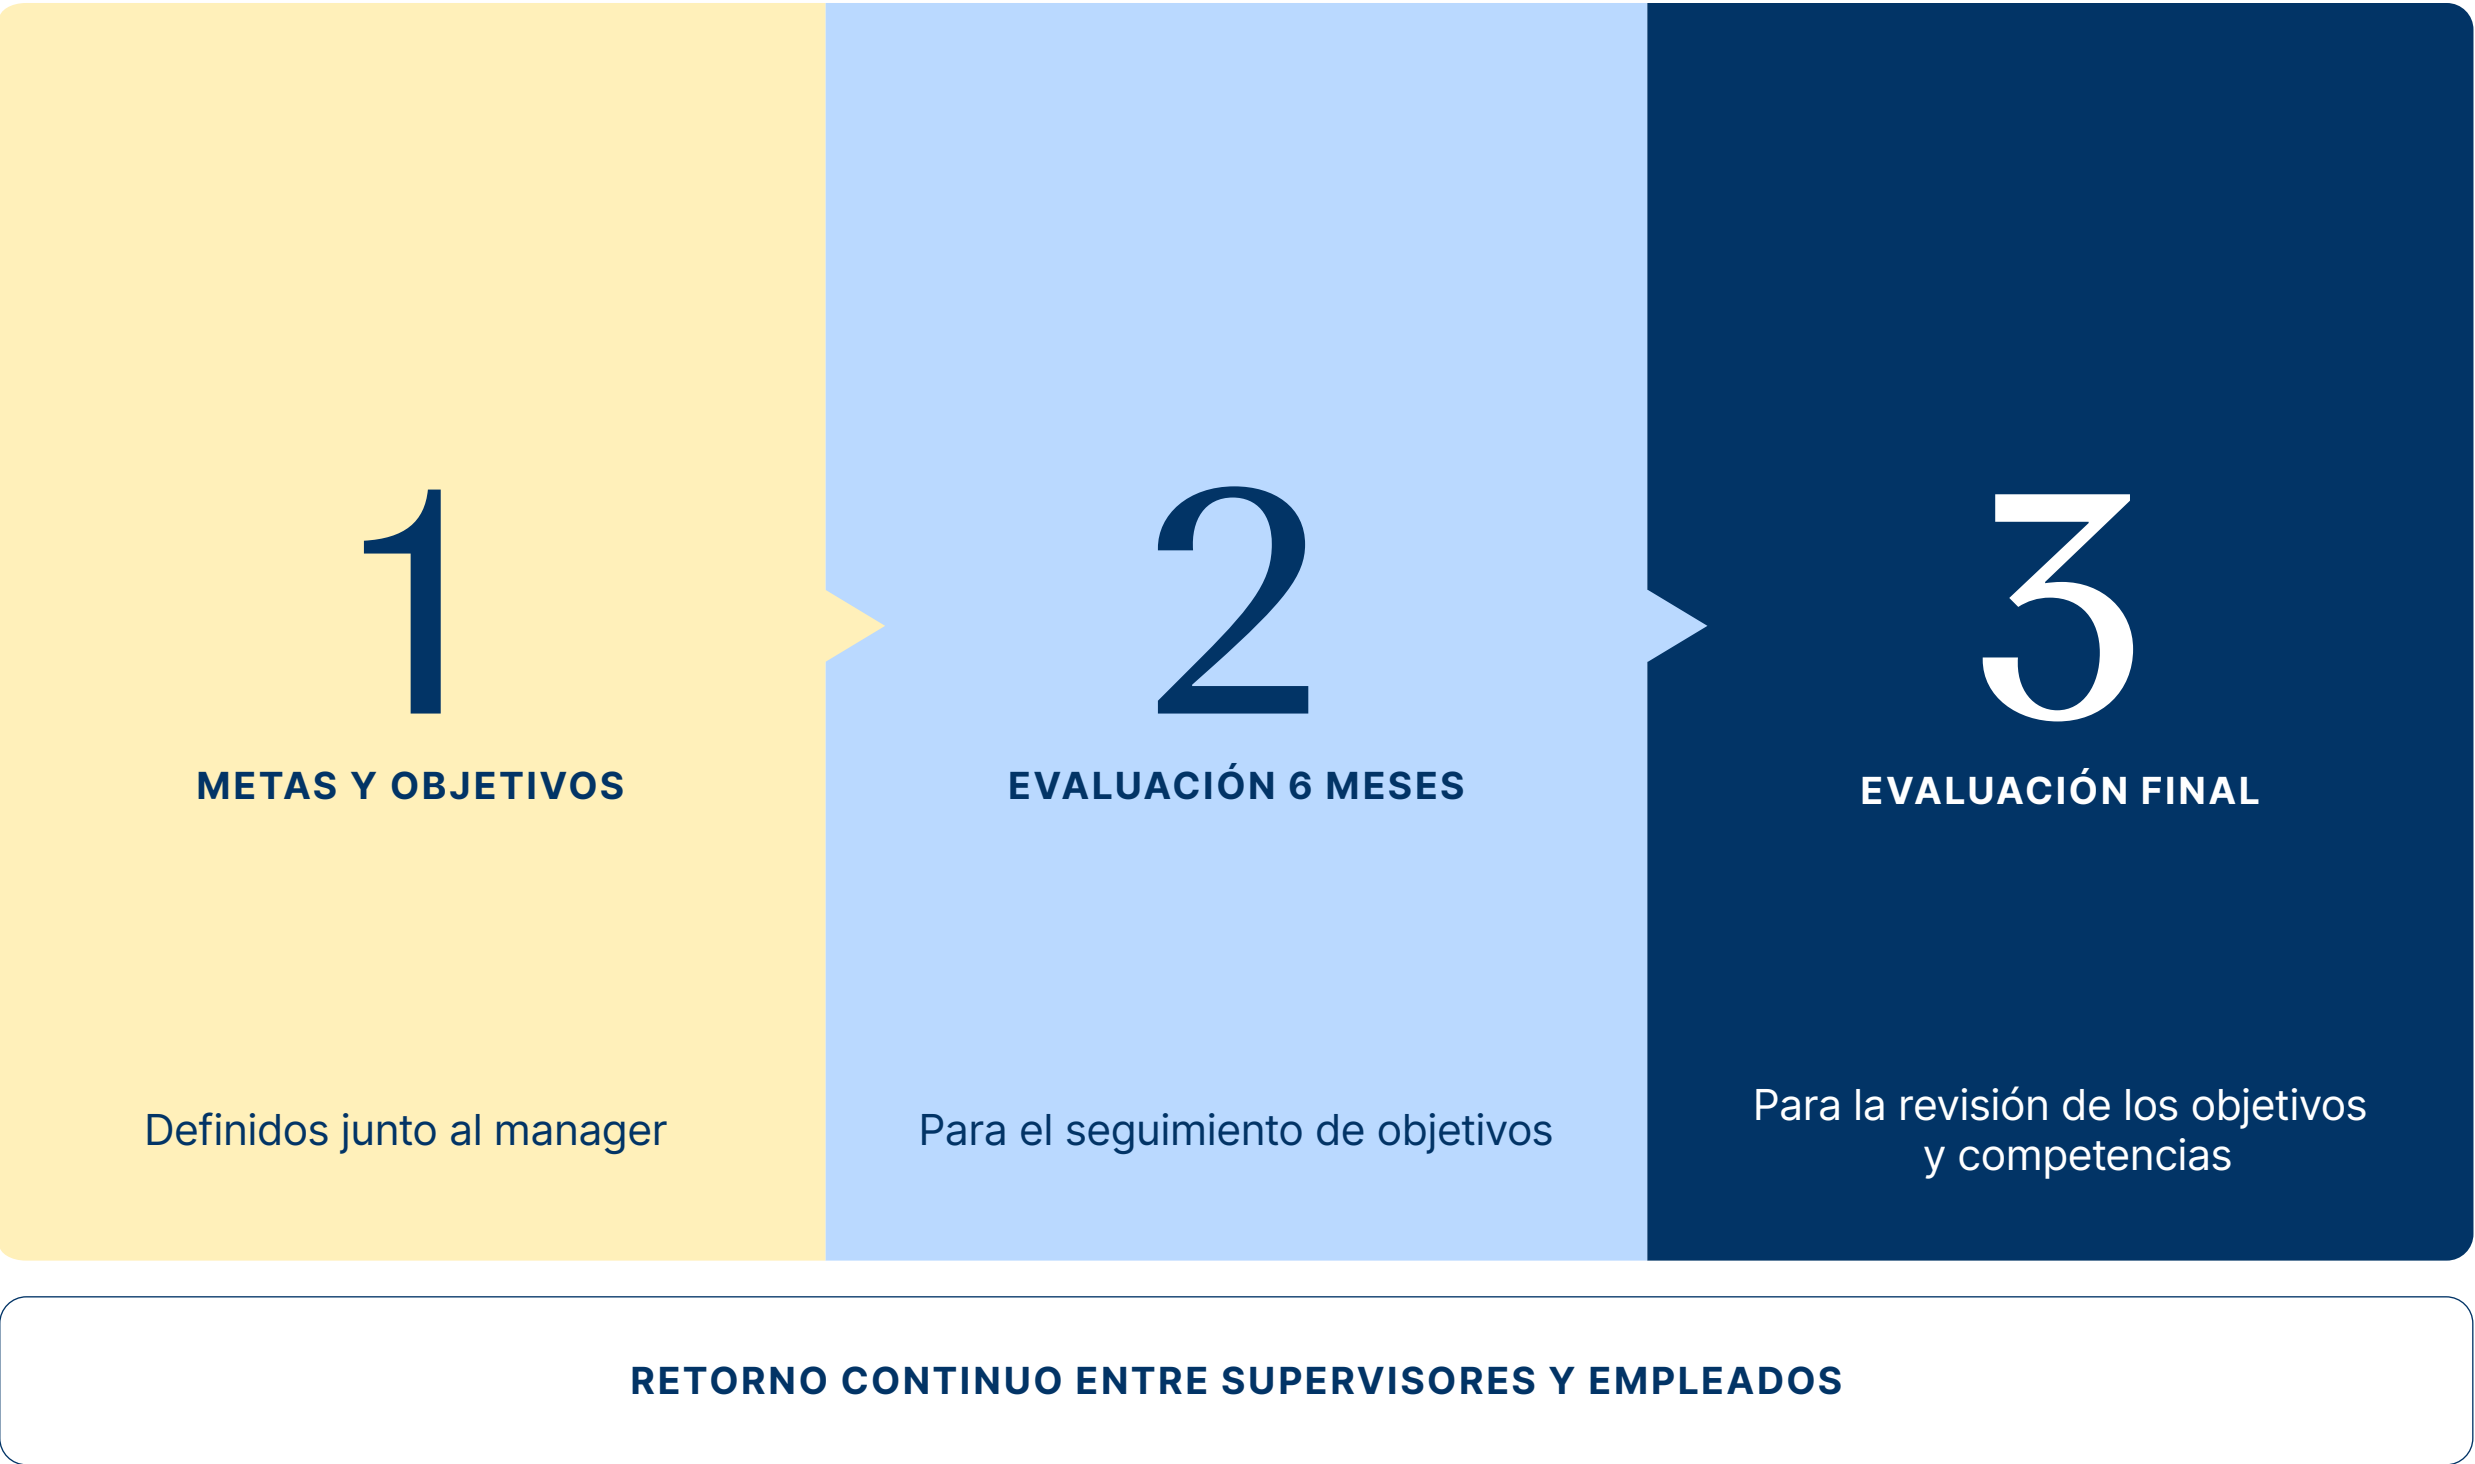 1
METAS Y OBJETIVOS
Definidos junto al manager
2
EVALUACIÓN 6 MESES
Para el seguimiento de objetivos
3
EVALUACIÓN FINAL
Para la revisión de los objetivos
y competencias
RETORNO CONTINUO ENTRE SUPERVISORES Y EMPLEADOS